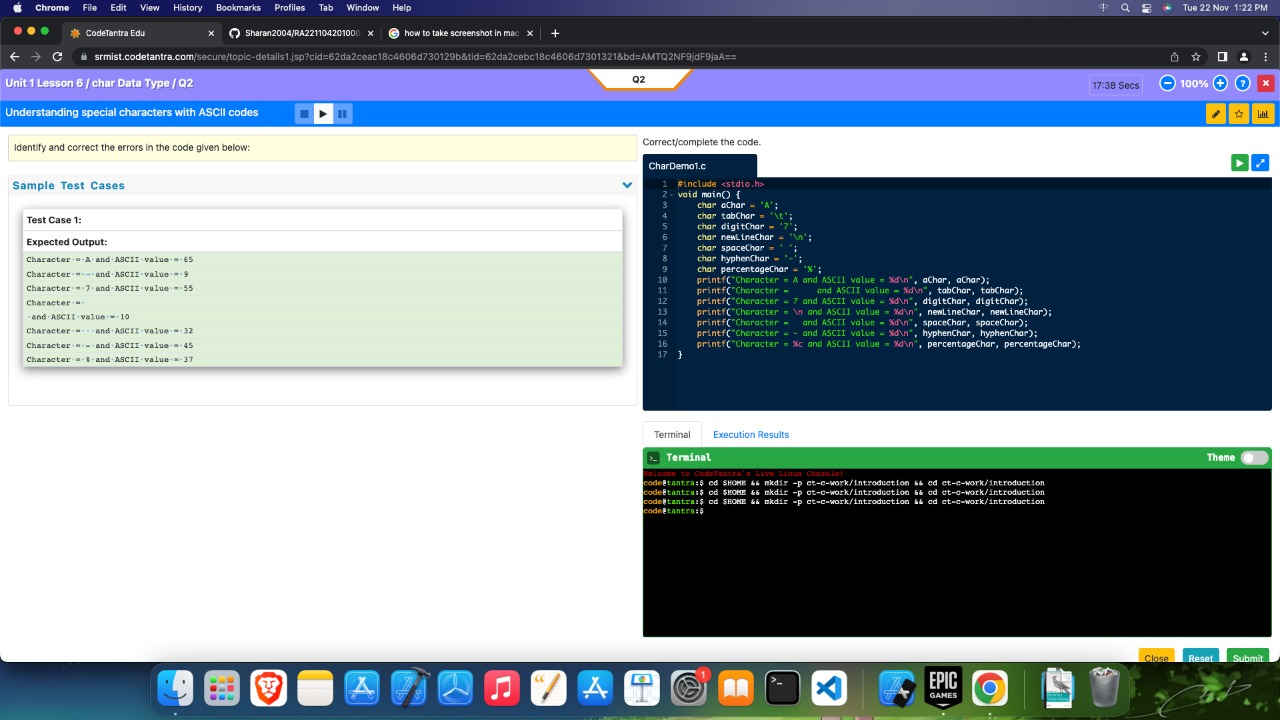 Chrome File Edit View History Bookmarks Profiles Tab Window Help Tue 22 Nov 1:22 PM
CodeTantra Edu × Sharan2004/RA221104201000 × how to take screenshot in mac × +
srmist.codetantra.com/secure/topic-details1.jsp?cid=62da2ceac18c4606d730129b&tid=62da2cebc18c4606d7301321&bd=AMTQ2NF9jdF9jaA==
Unit 1 Lesson 6 / char Data Type / Q2
Q2
17:38 Secs
100%
Understanding special characters with ASCII codes
Identify and correct the errors in the code given below:
Sample Test Cases
Test Case 1:
Expected Output:
Character·=·A·and·ASCII·value·=·65
Character·=·→·and·ASCII·value·=·9
Character·=·7·and·ASCII·value·=·55
Character·=·
·and·ASCII·value·=·10
Character·=···and·ASCII·value·=·32
Character·=·-·and·ASCII·value·=·45
Character·=·%·and·ASCII·value·=·37
Correct/complete the code.
CharDemo1.c
1 #include <stdio.h>
2 void main() {
3 char aChar = 'A';
4 char tabChar = '\t';
5 char digitChar = '7';
6 char newLineChar = '\n';
7 char spaceChar = ' ';
8 char hyphenChar = '-';
9 char percentageChar = '%';
10 printf("Character = A and ASCII value = %d\n", aChar, aChar);
11 printf("Character = and ASCII value = %d\n", tabChar, tabChar);
12 printf("Character = 7 and ASCII value = %d\n", digitChar, digitChar);
13 printf("Character = \n and ASCII value = %d\n", newLineChar, newLineChar);
14 printf("Character =   and ASCII value = %d\n", spaceChar, spaceChar);
15 printf("Character = - and ASCII value = %d\n", hyphenChar, hyphenChar);
16 printf("Character = %c and ASCII value = %d\n", percentageChar, percentageChar);
17 }
Terminal Execution Results
Terminal Theme
Welcome to CodeTantra's Live Linux Console!
code@tantra:$ cd $HOME && mkdir -p ct-c-work/introduction && cd ct-c-work/introduction
code@tantra:$ cd $HOME && mkdir -p ct-c-work/introduction && cd ct-c-work/introduction
code@tantra:$ cd $HOME && mkdir -p ct-c-work/introduction && cd ct-c-work/introduction
code@tantra:$
Close Reset Submit
1
EPIC
GAMES